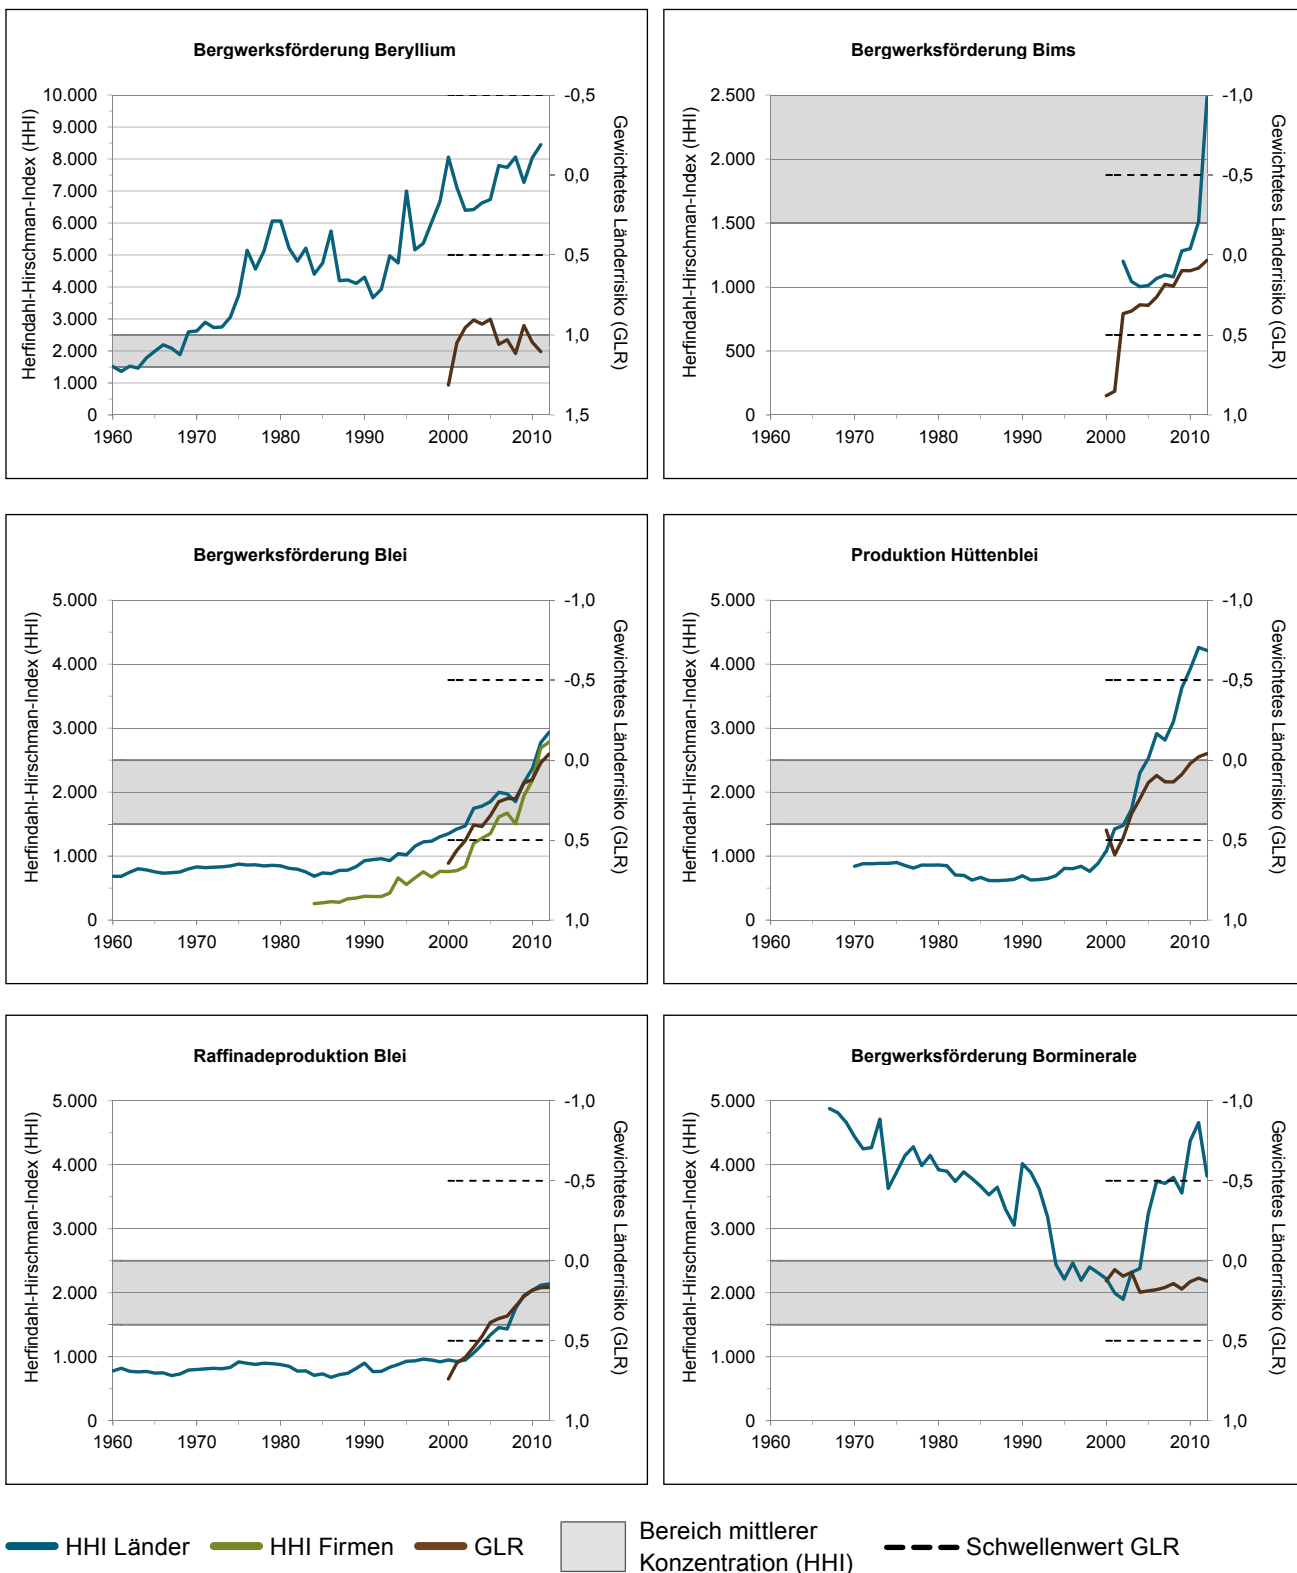 Bergwerksförderung Beryllium
Herfindahl-Hirschman-Index (HHI)
10.000
9.000
8.000
7.000
6.000
5.000
4.000
3.000
2.000
1.000
0
-0,5
0,0
0,5
1,0
1,5
Gewichtetes Länderrisiko (GLR)
1960 1970 1980 1990 2000 2010
Bergwerksförderung Bims
Herfindahl-Hirschman-Index (HHI)
2.500
2.000
1.500
1.000
500
0
-1,0
-0,5
0,0
0,5
1,0
Gewichtetes Länderrisiko (GLR)
1960 1970 1980 1990 2000 2010
Bergwerksförderung Blei
Herfindahl-Hirschman-Index (HHI)
5.000
4.000
3.000
2.000
1.000
0
-1,0
-0,5
0,0
0,5
1,0
Gewichtetes Länderrisiko (GLR)
1960 1970 1980 1990 2000 2010
Produktion Hüttenblei
Herfindahl-Hirschman-Index (HHI)
5.000
4.000
3.000
2.000
1.000
0
-1,0
-0,5
0,0
0,5
1,0
Gewichtetes Länderrisiko (GLR)
1960 1970 1980 1990 2000 2010
Raffinadeproduktion Blei
Herfindahl-Hirschman-Index (HHI)
5.000
4.000
3.000
2.000
1.000
0
-1,0
-0,5
0,0
0,5
1,0
Gewichtetes Länderrisiko (GLR)
1960 1970 1980 1990 2000 2010
Bergwerksförderung Borminerale
Herfindahl-Hirschman-Index (HHI)
5.000
4.000
3.000
2.000
1.000
0
-1,0
-0,5
0,0
0,5
1,0
Gewichtetes Länderrisiko (GLR)
1960 1970 1980 1990 2000 2010
HHI Länder
HHI Firmen
GLR
Bereich mittlerer
Konzentration (HHI)
Schwellenwert GLR